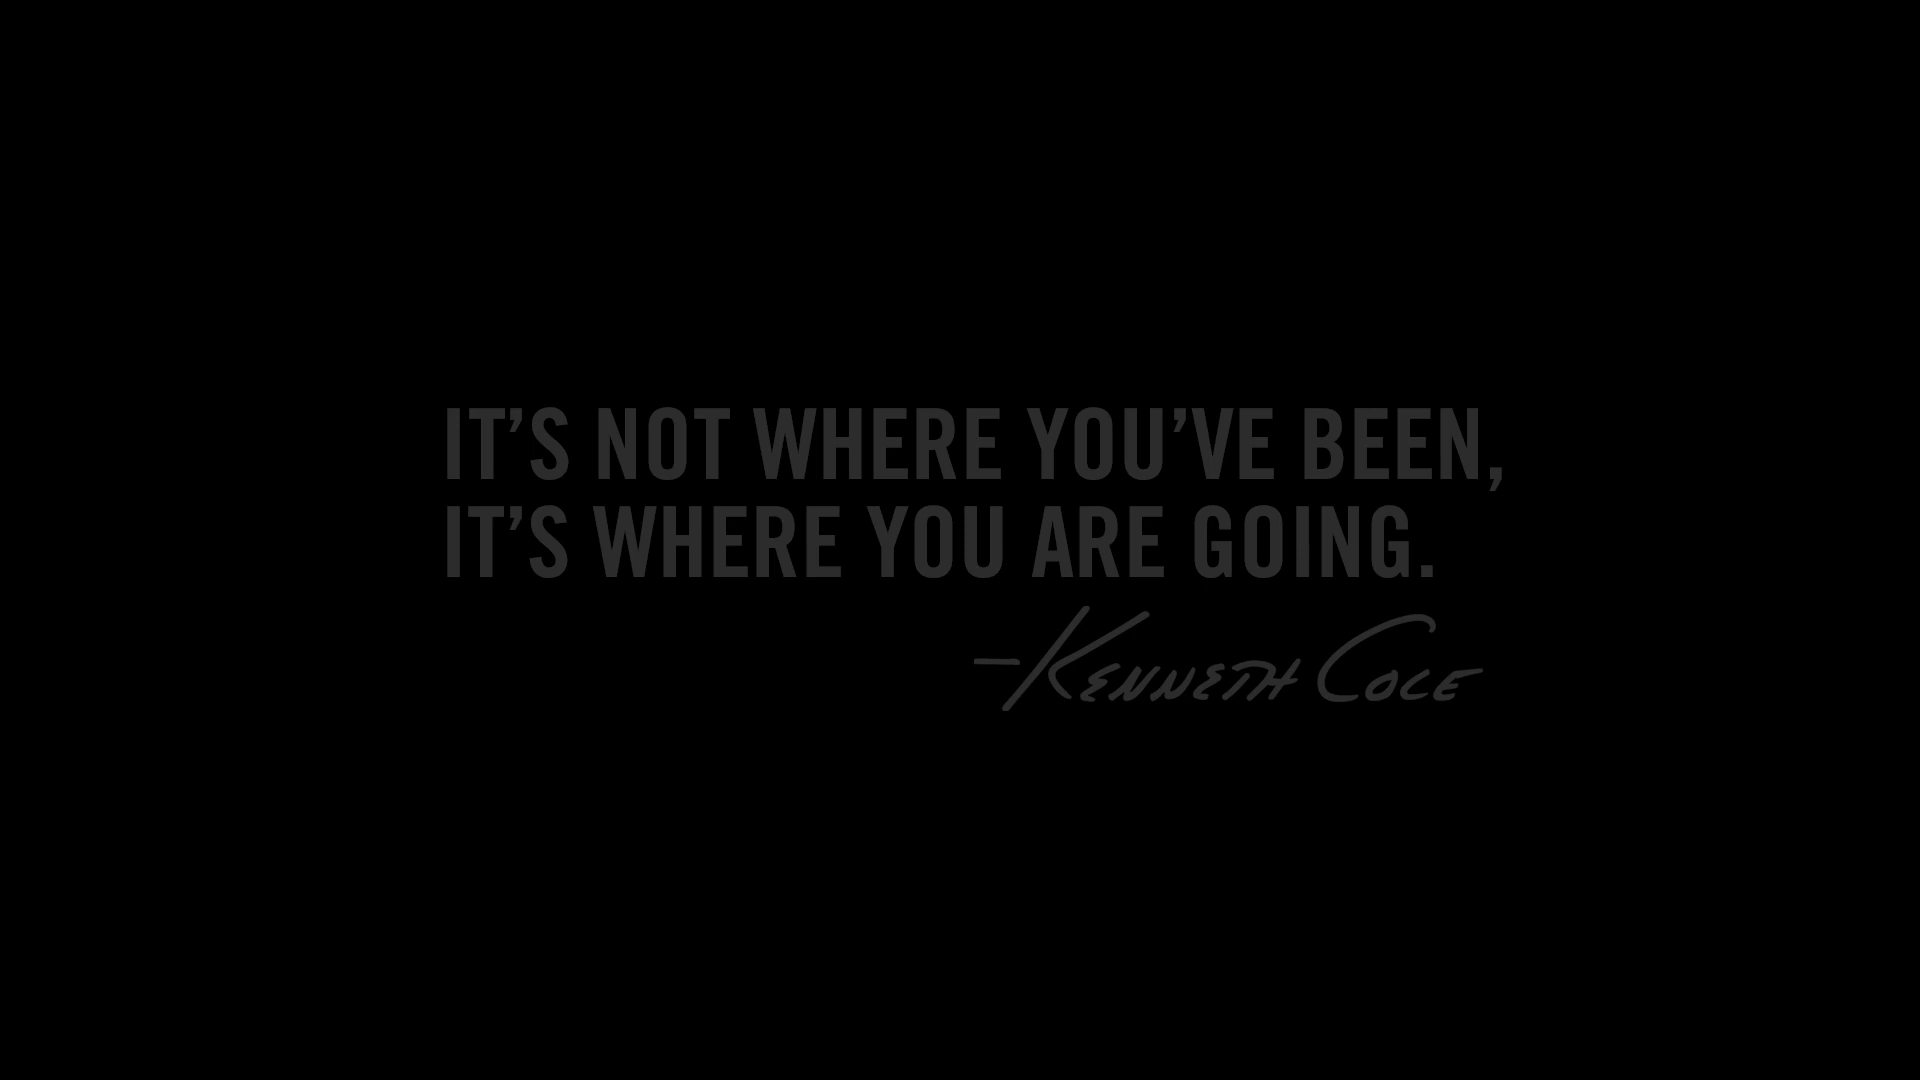 IT’S NOT WHERE YOU’VE BEEN,
IT’S WHERE YOU ARE GOING.
—KENNETH COLE